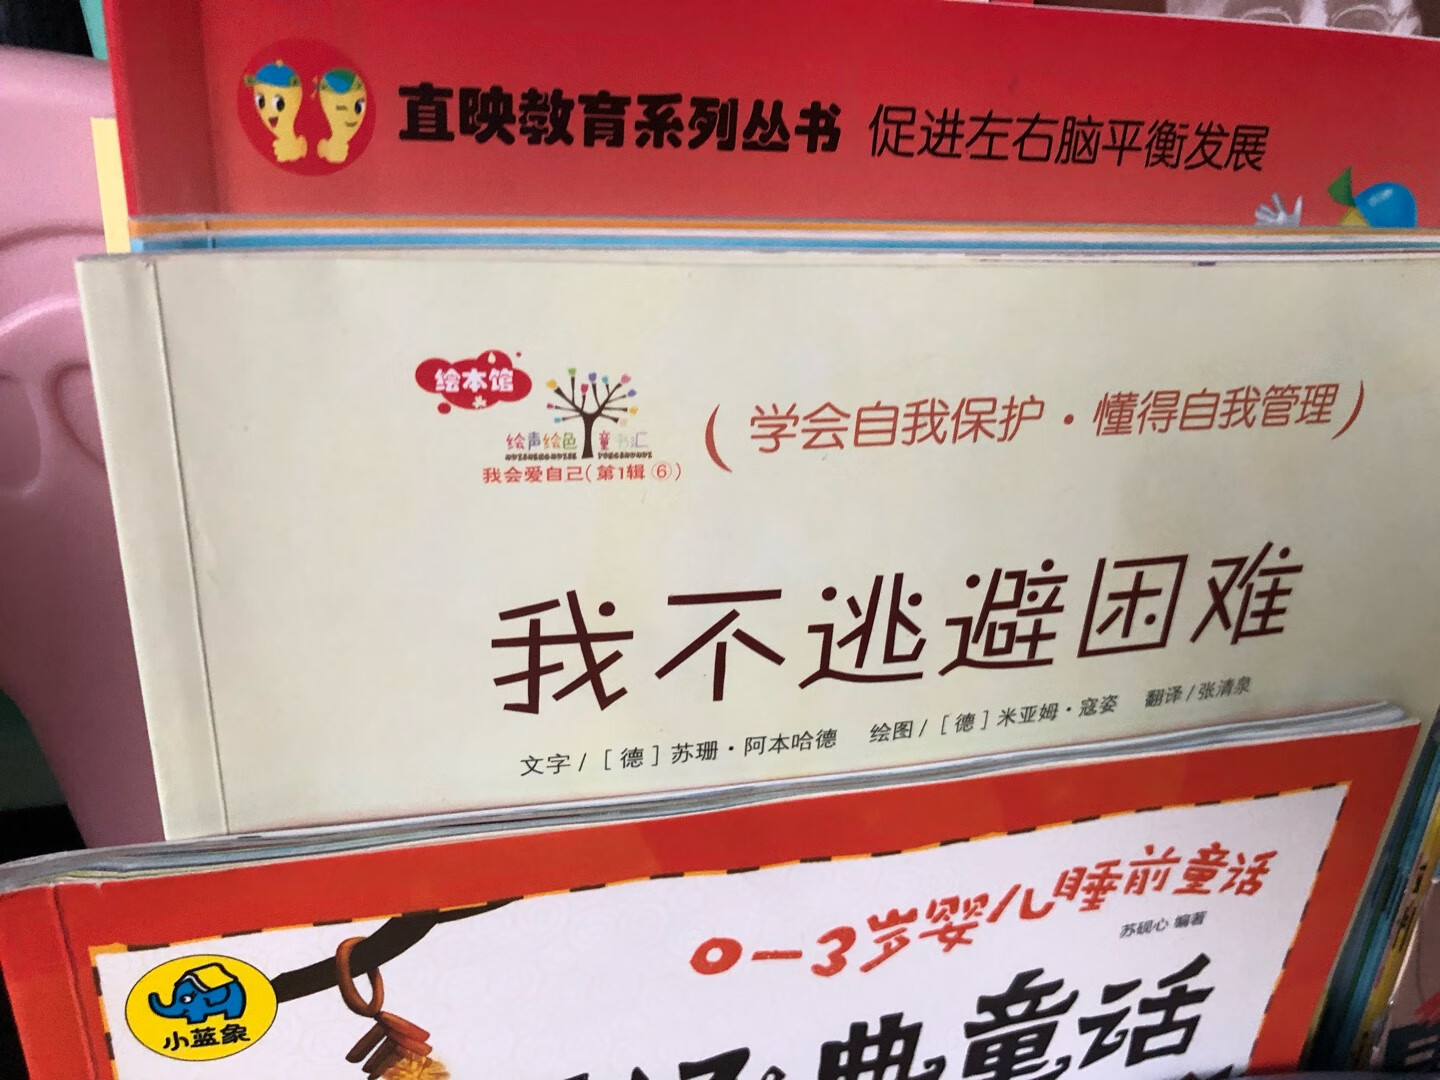 直映教育系列丛书 促进左右脑平衡发展
绘本馆
绘声绘色 童书汇
HUISHENGHUISE TONGSHUHUI
我会爱自己(第1辑⑥)
(学会自我保护·懂得自我管理)
我不逃避困难
文字/[德]苏珊·阿本哈德 绘图/[德]米亚姆·寇姿 翻译/张清泉
0-3岁婴儿睡前童话
苏砚心 编著
小蓝象
典童话